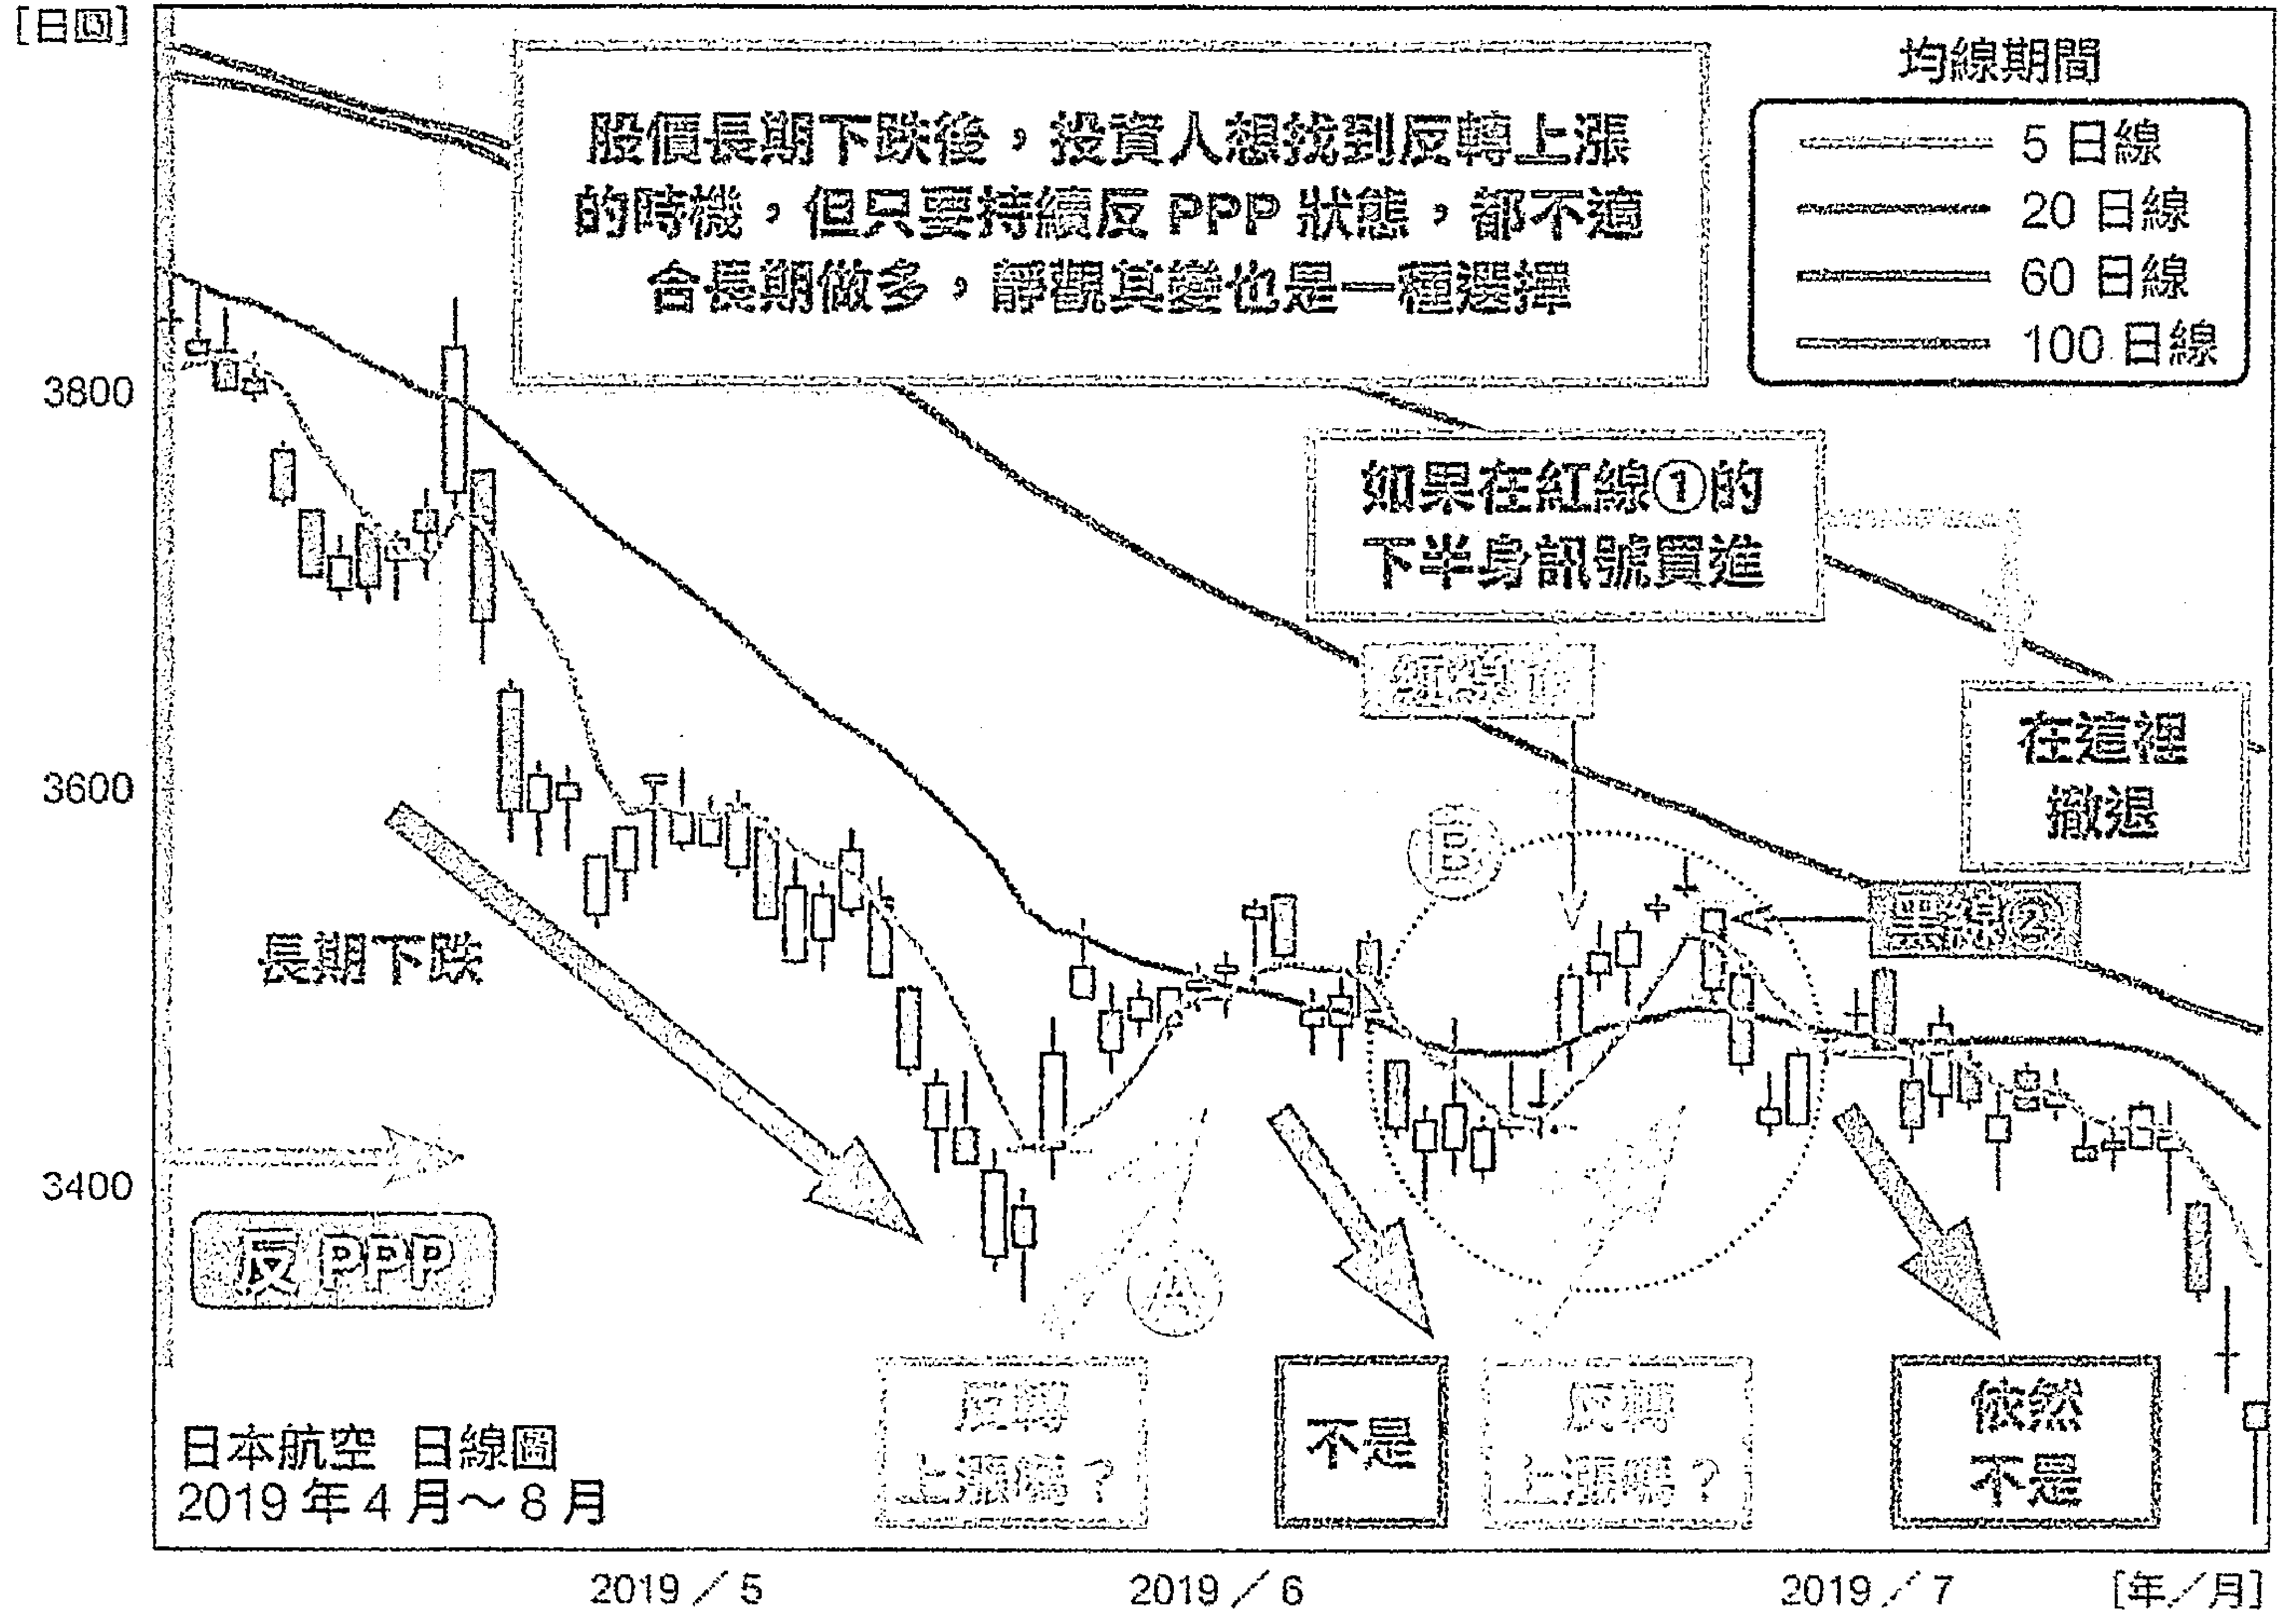 [日圓]
股價長期下跌後，投資人想找到反轉上漲
的時機，但只要持續反 PPP 狀態，都不適
合長期做多，靜觀其變也是一種選擇
均線期間
5 日線
20 日線
60 日線
100 日線
3800
如果在紅線①的
下半身訊號買進
紅線①
在這裡
撤退
3600
B
黑線②
長期下跌
3400
反 PPP
A
反轉
上漲嗎？
不是
反轉
上漲嗎？
依然
不是
日本航空 日線圖
2019 年 4 月～8 月
2019／5
2019／6
2019／7
[年／月]